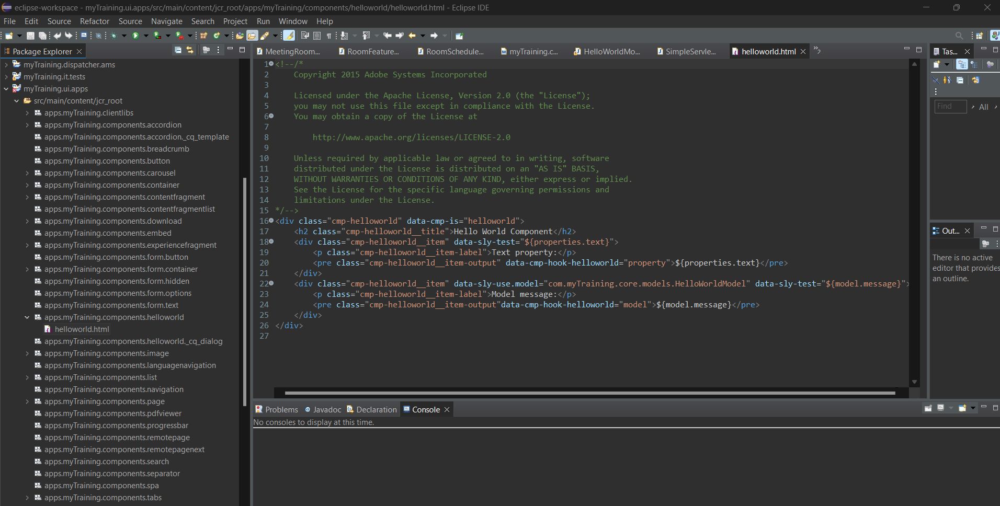 eclipse-workspace - myTraining.ui.apps/src/main/content/jcr_root/apps/myTraining/components/helloworld/helloworld.html - Eclipse IDE
File Edit Source Refactor Source Navigate Search Project Run Window Help
Package Explorer
myTraining.dispatcher.ams
myTraining.it.tests
myTraining.ui.apps
src/main/content/jcr_root
apps.myTraining.clientlibs
apps.myTraining.components.accordion
apps.myTraining.components.accordion._cq_template
apps.myTraining.components.breadcrumb
apps.myTraining.components.button
apps.myTraining.components.carousel
apps.myTraining.components.container
apps.myTraining.components.contentfragment
apps.myTraining.components.contentfragmentlist
apps.myTraining.components.download
apps.myTraining.components.embed
apps.myTraining.components.experiencefragment
apps.myTraining.components.form.button
apps.myTraining.components.form.container
apps.myTraining.components.form.hidden
apps.myTraining.components.form.options
apps.myTraining.components.form.text
apps.myTraining.components.helloworld
helloworld.html
apps.myTraining.components.helloworld._cq_dialog
apps.myTraining.components.image
apps.myTraining.components.languagenavigation
apps.myTraining.components.list
apps.myTraining.components.navigation
apps.myTraining.components.page
apps.myTraining.components.pdfviewer
apps.myTraining.components.progressbar
apps.myTraining.components.remotepage
apps.myTraining.components.remotepagenext
apps.myTraining.components.search
apps.myTraining.components.separator
apps.myTraining.components.spa
apps.myTraining.components.tabs
MeetingRoom... RoomFeature... RoomSchedule... myTraining.c... HelloWorldMo... SimpleServle... helloworld.html »2
1 <!--/*
2 Copyright 2015 Adobe Systems Incorporated
3
4 Licensed under the Apache License, Version 2.0 (the "License");
5 you may not use this file except in compliance with the License.
6 You may obtain a copy of the License at
7
8 http://www.apache.org/licenses/LICENSE-2.0
9
10 Unless required by applicable law or agreed to in writing, software
11 distributed under the License is distributed on an "AS IS" BASIS,
12 WITHOUT WARRANTIES OR CONDITIONS OF ANY KIND, either express or implied.
13 See the License for the specific language governing permissions and
14 limitations under the License.
15 */-->
16 <div class="cmp-helloworld" data-cmp-is="helloworld">
17 <h2 class="cmp-helloworld__title">Hello World Component</h2>
18 <div class="cmp-helloworld__item" data-sly-test="${properties.text}">
19 <p class="cmp-helloworld__item-label">Text property:</p>
20 <pre class="cmp-helloworld__item-output" data-cmp-hook-helloworld="property">${properties.text}</pre>
21 </div>
22 <div class="cmp-helloworld__item" data-sly-use.model="com.myTraining.core.models.HelloWorldModel" data-sly-test="${model.message}">
23 <p class="cmp-helloworld__item-label">Model message:</p>
24 <pre class="cmp-helloworld__item-output"data-cmp-hook-helloworld="model">${model.message}</pre>
25 </div>
26 </div>
27
Problems Javadoc Declaration Console
No consoles to display at this time.
Tas...
Find All
Out...
There is no active
editor that provides
an outline.